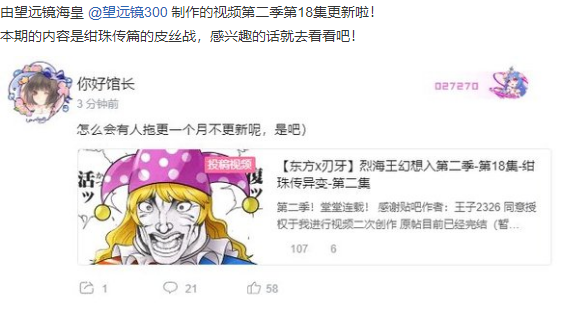 由望远镜海皇 @望远镜300 制作的视频第二季第18集更新啦！
本期的内容是绀珠传篇的皮丝战，感兴趣的话就去看看吧！
你好馆长
027270
3 分钟前
怎么会有人拖更一个月不更新呢，是吧）
投稿视频
复
ッ
活
ッ
【东方x刃牙】烈海王幻想入第二季-第18集-绀
珠传异变-第二集
第二季！堂堂连载！ 感谢贴吧作者：王子2326 同意授
权于我进行视频二次创作 原帖目前已经完结（暂...
107 6
1 21 58